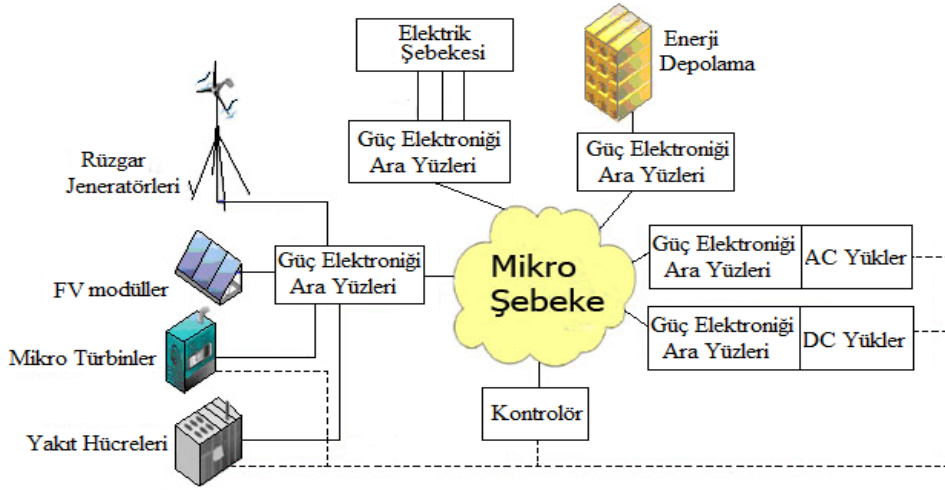 Elektrik
Şebekesi
Enerji
Depolama
Güç Elektroniği
Ara Yüzleri
Güç Elektroniği
Ara Yüzleri
Rüzgar
Jeneratörleri
Güç Elektroniği
Ara Yüzleri
AC Yükler
Güç Elektroniği
Ara Yüzleri
Mikro
Şebeke
FV modüller
Güç Elektroniği
Ara Yüzleri
DC Yükler
Mikro Türbinler
Kontrolör
Yakıt Hücreleri